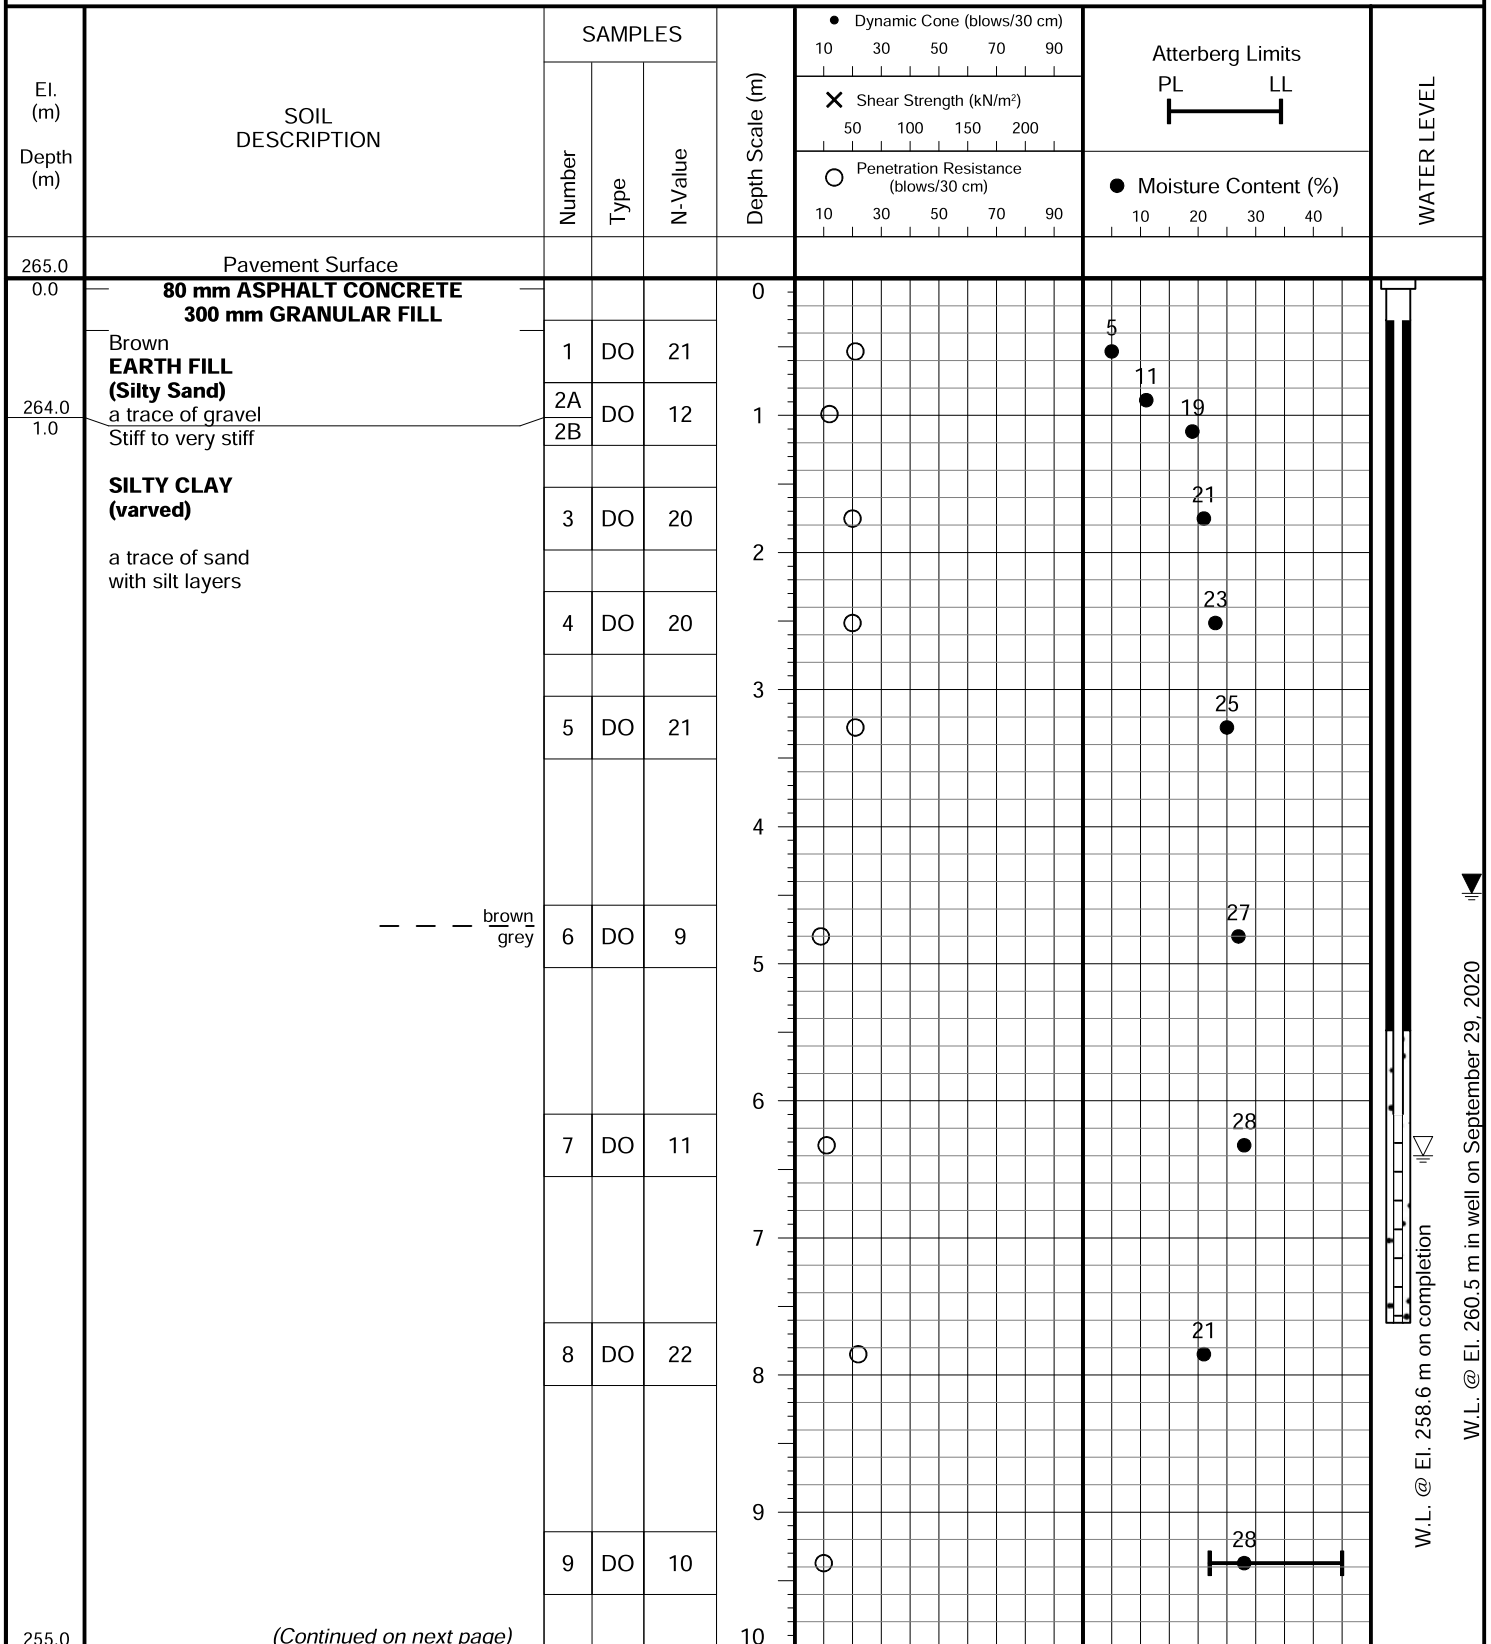 El.
(m)
Depth
(m)
SOIL
DESCRIPTION
SAMPLES
Number
Type
N-Value
Depth Scale (m)
Dynamic Cone (blows/30 cm)
10 30 50 70 90
Shear Strength (kN/m²)
50 100 150 200
Penetration Resistance
(blows/30 cm)
10 30 50 70 90
Atterberg Limits
PL LL
Moisture Content (%)
10 20 30 40
WATER LEVEL
265.0
Pavement Surface
0.0
80 mm ASPHALT CONCRETE
300 mm GRANULAR FILL
0
Brown
EARTH FILL
(Silty Sand)
a trace of gravel
1 DO 21
5
264.0
1.0
2A
2B
DO 12
1
11
19
Stiff to very stiff
SILTY CLAY
(varved)
a trace of sand
with silt layers
3 DO 20
21
2
4 DO 20
23
3
5 DO 21
25
4
brown
grey
6 DO 9
27
5
6
7 DO 11
28
7
8 DO 22
21
8
9
9 DO 10
28
W.L. @ El. 258.6 m on completion
W.L. @ El. 260.5 m in well on September 29, 2020
255.0
(Continued on next page)
10